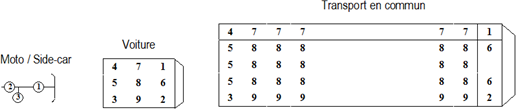 Transport en commun
4 7 7 7 7 7 1
5 8 8 8 8 8 6
5 8 8 8 8 8
5 8 8 8 8 8 6
3 9 9 9 9 9 2
Voiture
4 7 1
5 8 6
3 9 2
Moto / Side-car
2 1
3